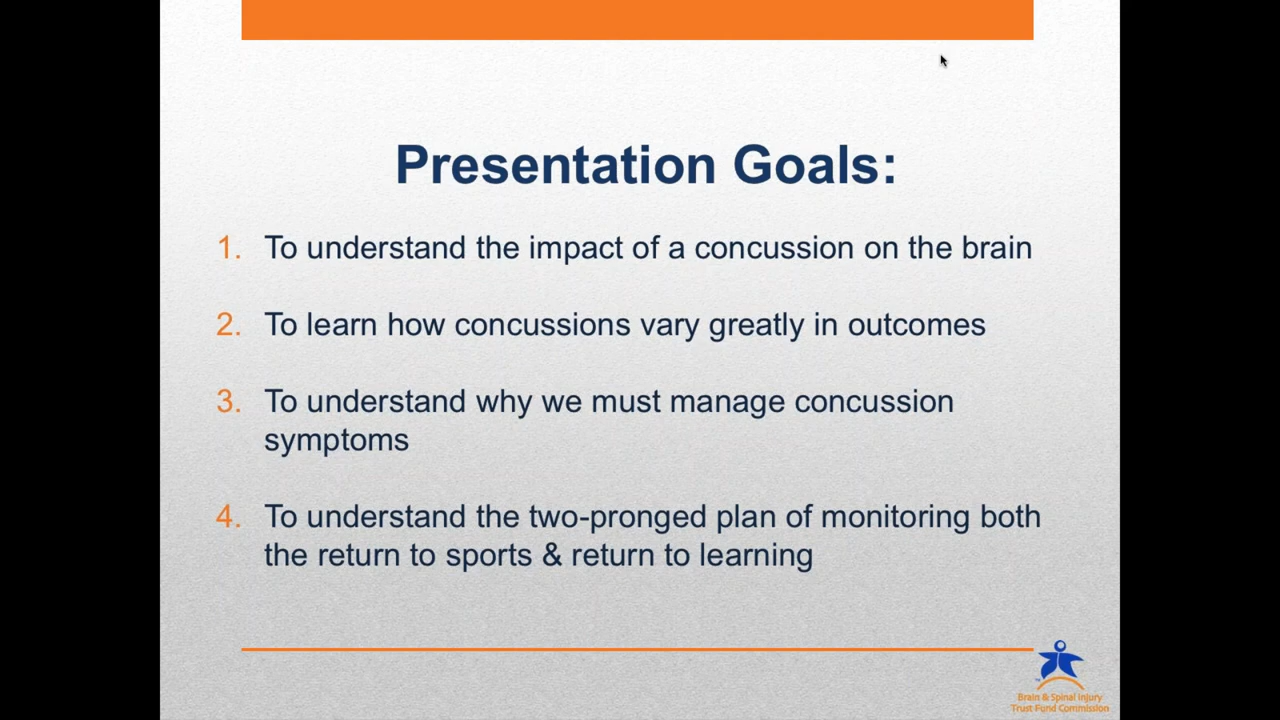 Presentation Goals:
1. To understand the impact of a concussion on the brain
2. To learn how concussions vary greatly in outcomes
3. To understand why we must manage concussion
symptoms
4. To understand the two-pronged plan of monitoring both
the return to sports & return to learning
Brain & Spinal Injury
Trust Fund Commission